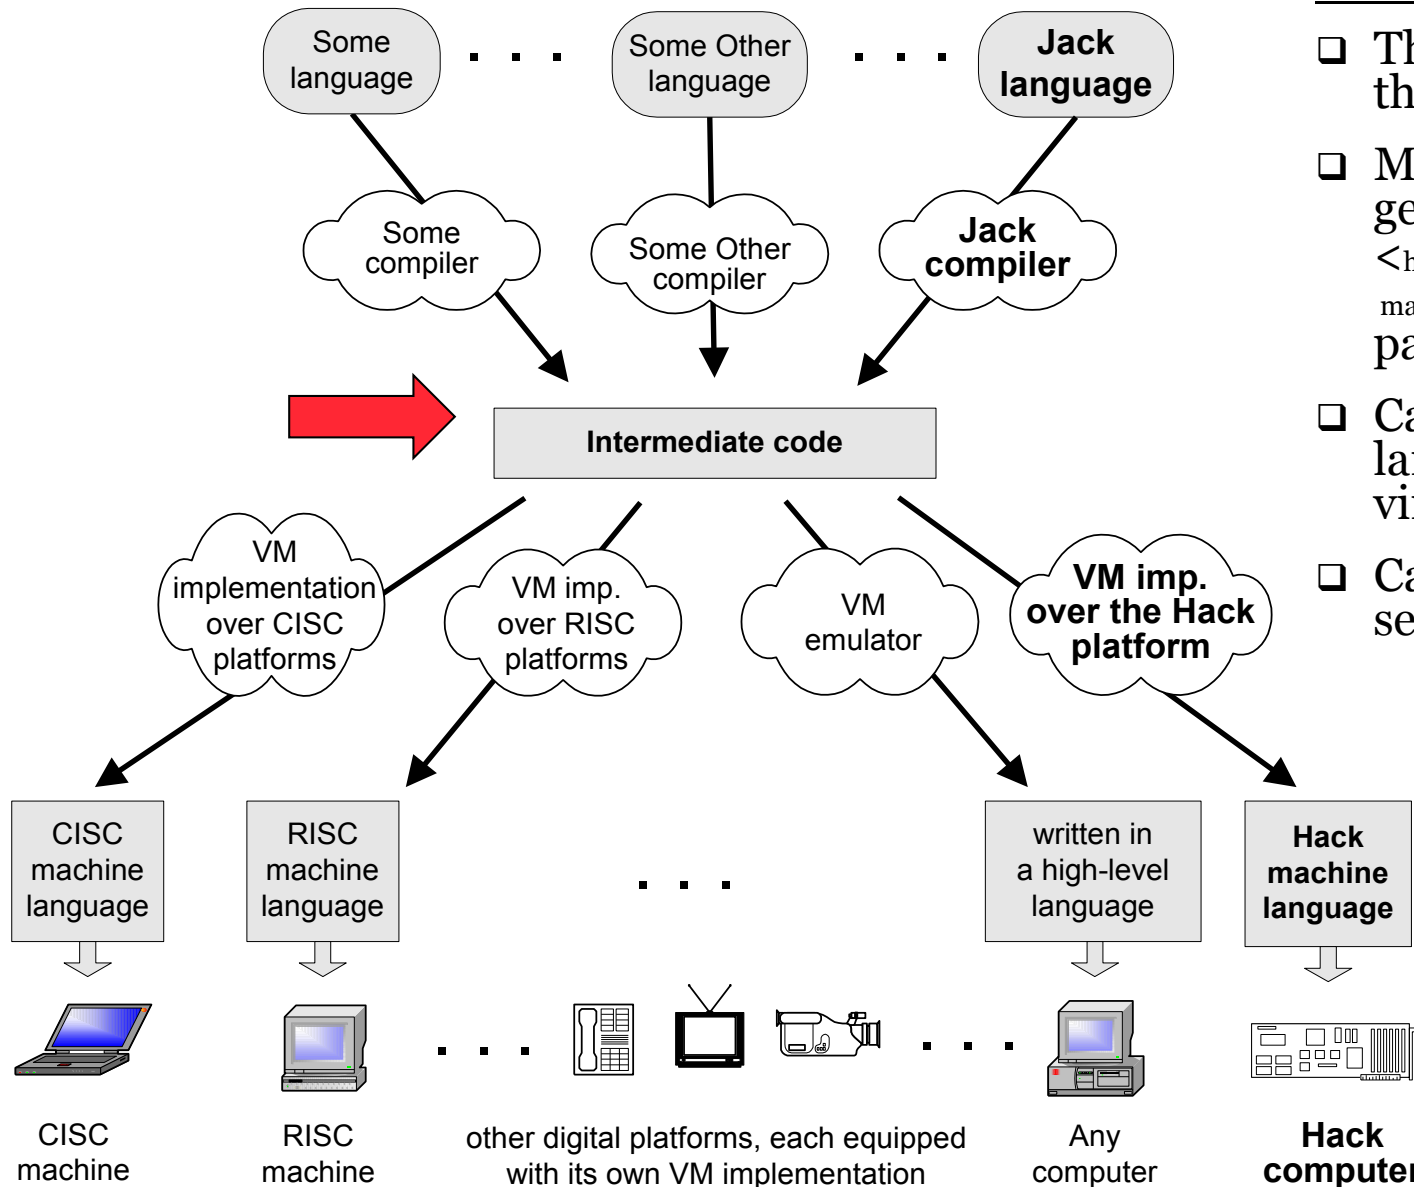 Some
language
. . .
Some Other
language
. . .
Jack
language
Some
compiler
Some Other
compiler
Jack
compiler
Intermediate code
VM
implementation
over CISC
platforms
VM imp.
over RISC
platforms
VM
emulator
VM imp.
over the Hack
platform
CISC
machine
language
RISC
machine
language
. . .
written in
a high-level
language
Hack
machine
language
. . .
. . .
CISC
machine
RISC
machine
other digital platforms, each equipped
with its own VM implementation
Any
computer
Hack
computer